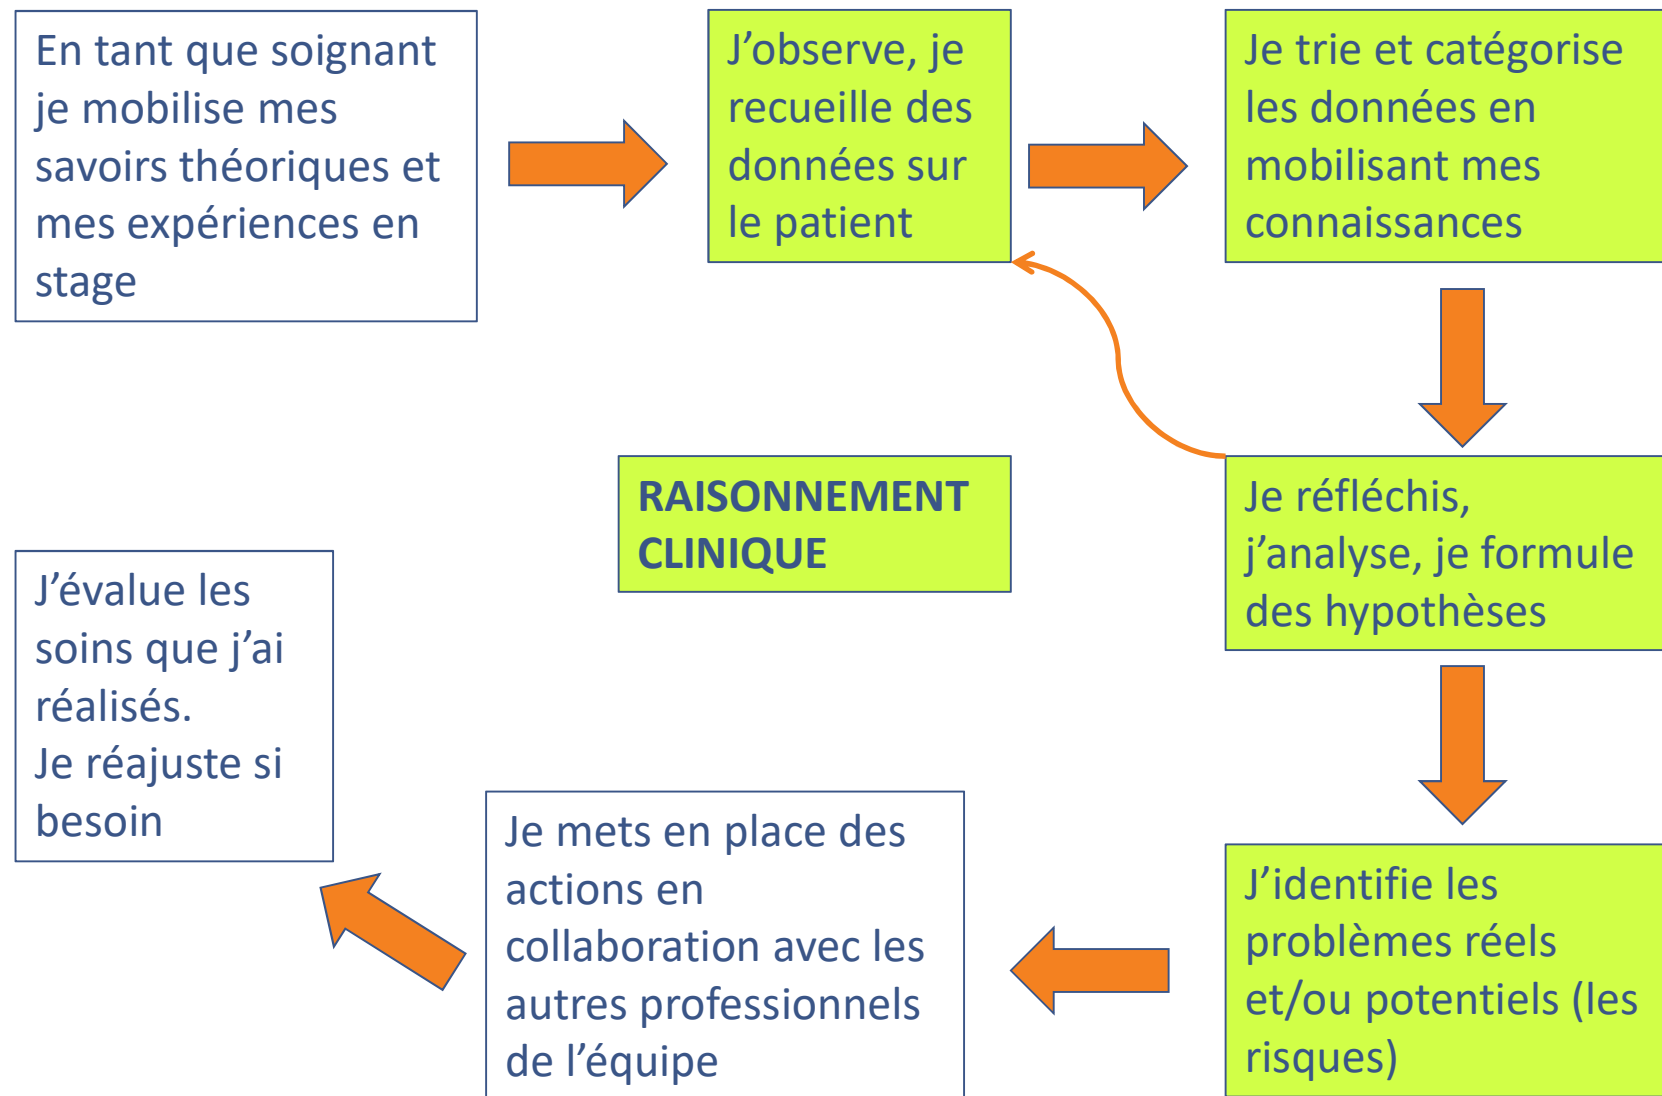 En tant que soignant
je mobilise mes
savoirs théoriques et
mes expériences en
stage
J’observe, je
recueille des
données sur
le patient
Je trie et catégorise
les données en
mobilisant mes
connaissances
RAISONNEMENT
CLINIQUE
Je réfléchis,
j’analyse, je formule
des hypothèses
J’identifie les
problèmes réels
et/ou potentiels (les
risques)
Je mets en place des
actions en
collaboration avec les
autres professionnels
de l’équipe
J’évalue les
soins que j’ai
réalisés.
Je réajuste si
besoin